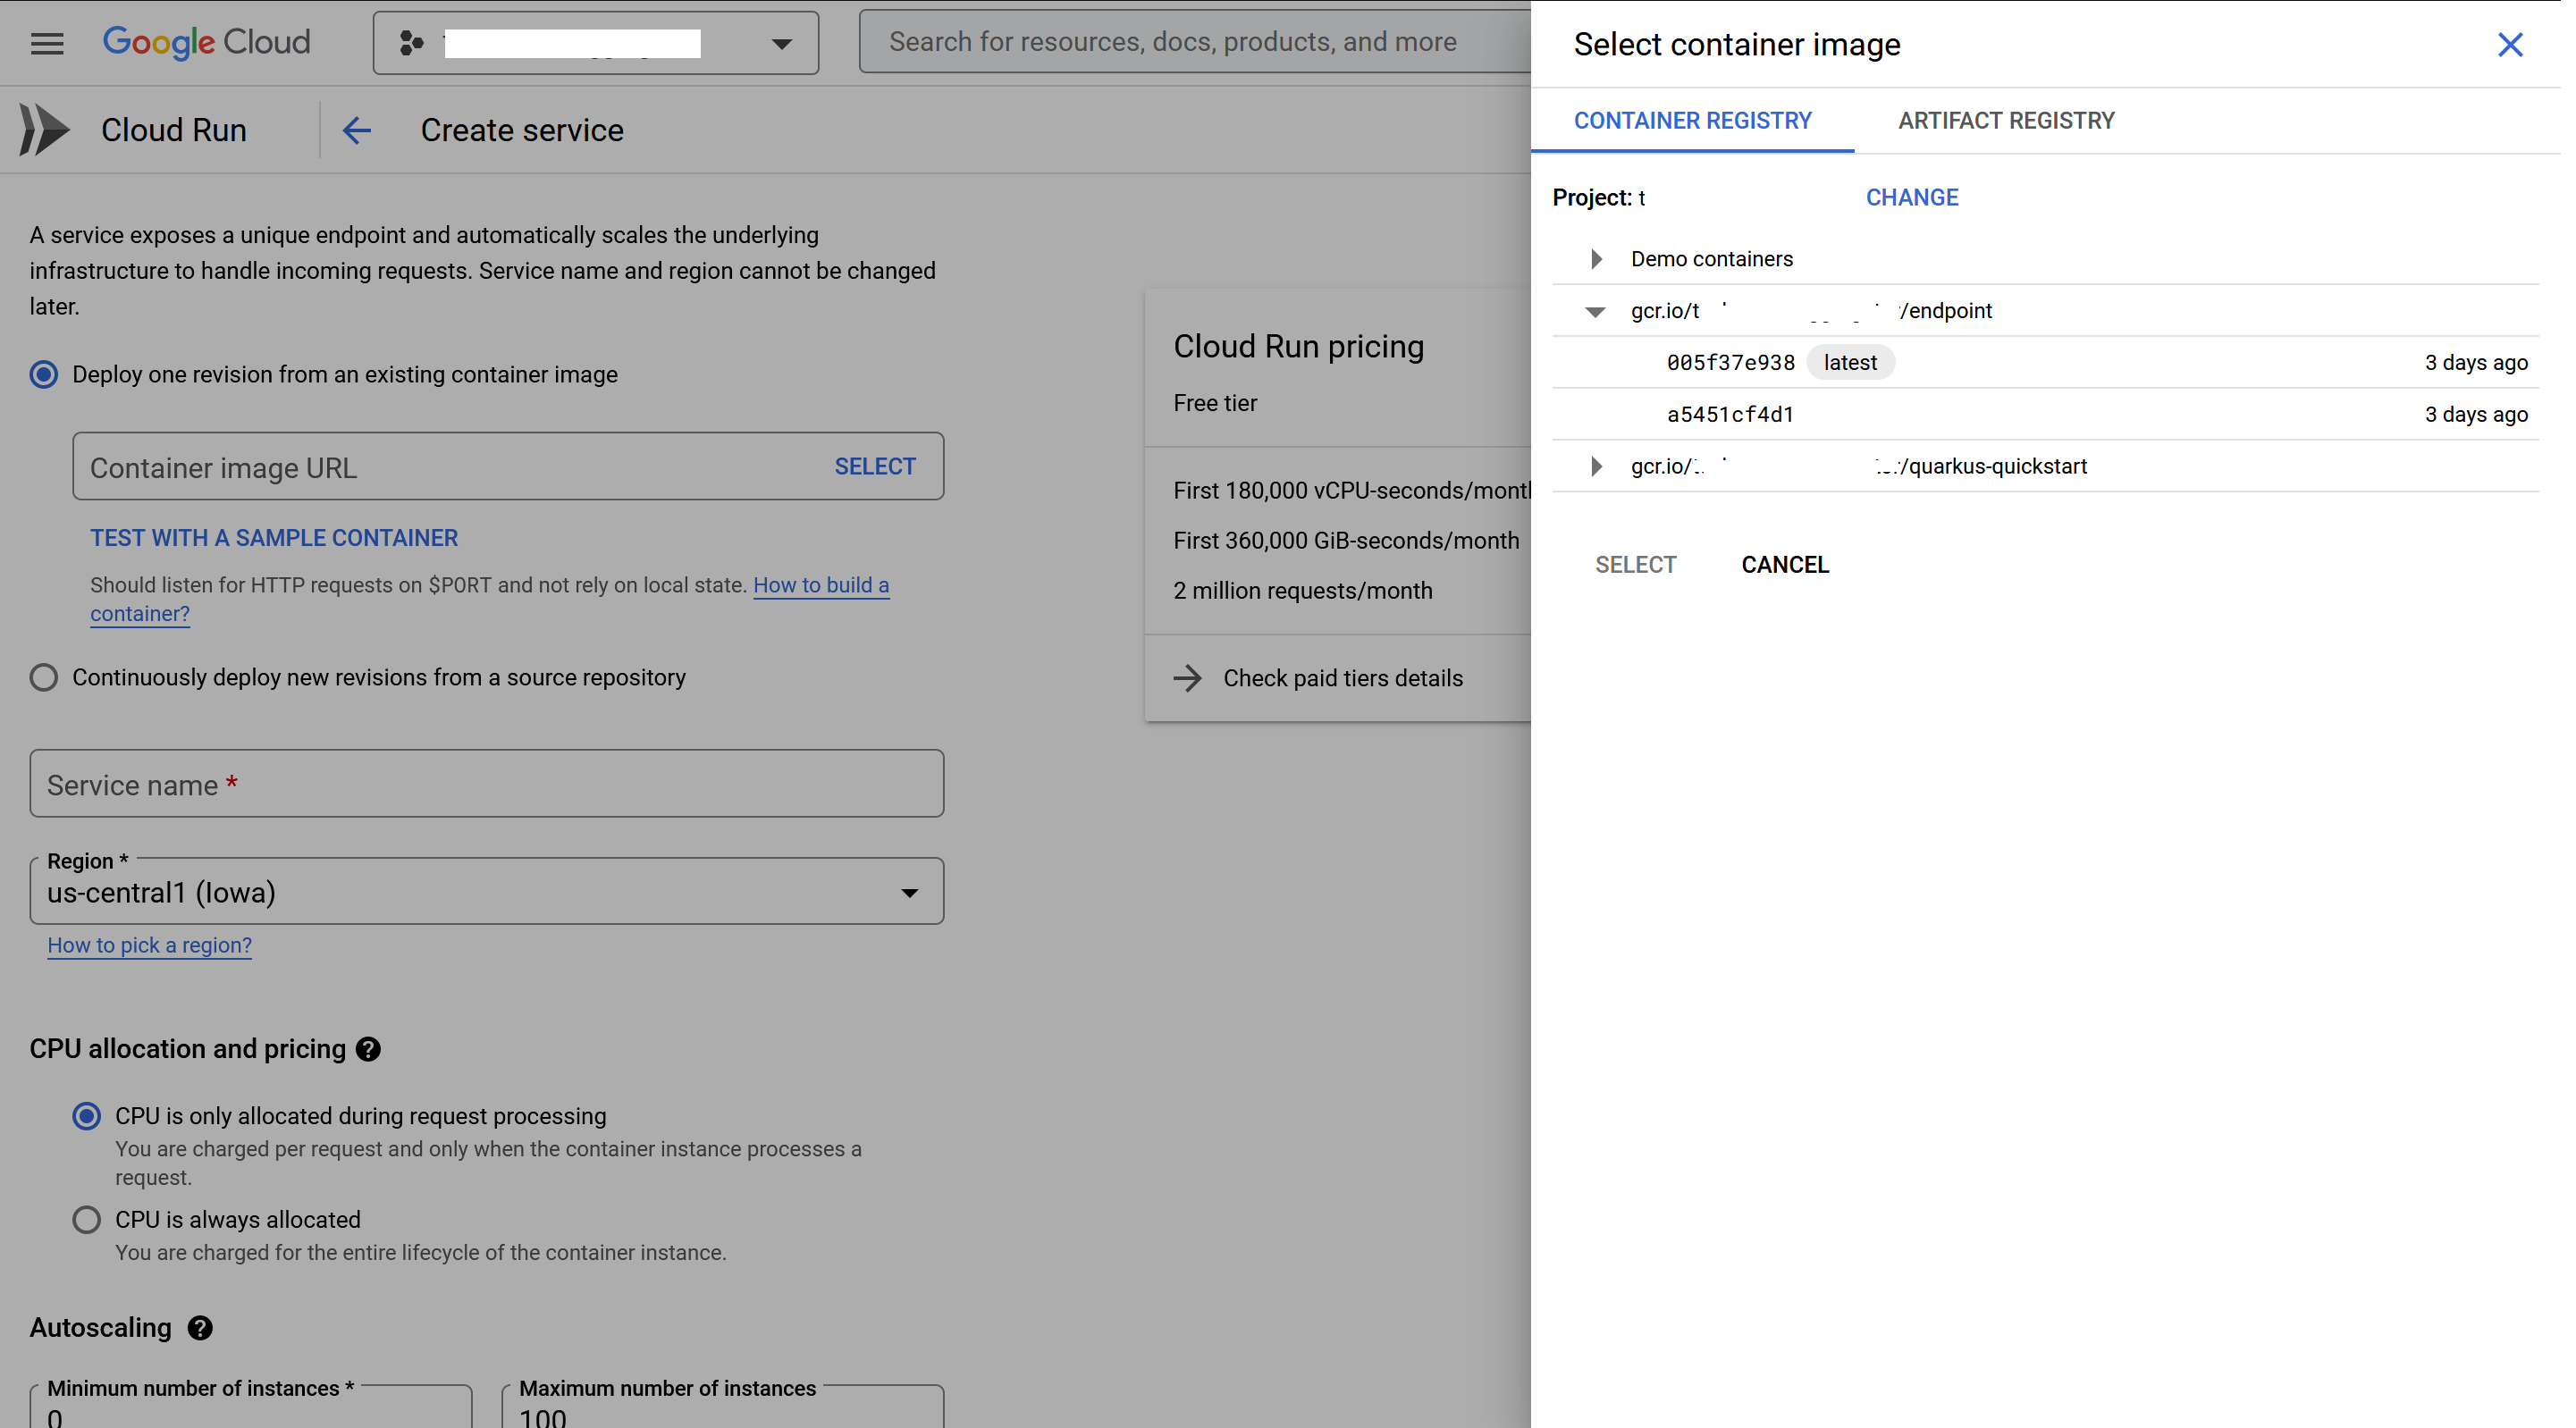 Google Cloud
Search for resources, docs, products, and more
Cloud Run
Create service
A service exposes a unique endpoint and automatically scales the underlying
infrastructure to handle incoming requests. Service name and region cannot be changed
later.
Deploy one revision from an existing container image
Container image URL
SELECT
TEST WITH A SAMPLE CONTAINER
Should listen for HTTP requests on $PORT and not rely on local state. How to build a
container?
Continuously deploy new revisions from a source repository
Service name *
Region *
us-central1 (Iowa)
How to pick a region?
CPU allocation and pricing
CPU is only allocated during request processing
You are charged per request and only when the container instance processes a
request.
CPU is always allocated
You are charged for the entire lifecycle of the container instance.
Autoscaling
Minimum number of instances *
0
Maximum number of instances
100
Cloud Run pricing
Free tier
First 180,000 vCPU-seconds/month
First 360,000 GiB-seconds/month
2 million requests/month
Check paid tiers details
Select container image
CONTAINER REGISTRY
ARTIFACT REGISTRY
Project: t
CHANGE
Demo containers
gcr.io/t /endpoint
005f37e938 latest 3 days ago
a5451cf4d1 3 days ago
gcr.io/ /quarkus-quickstart
SELECT
CANCEL